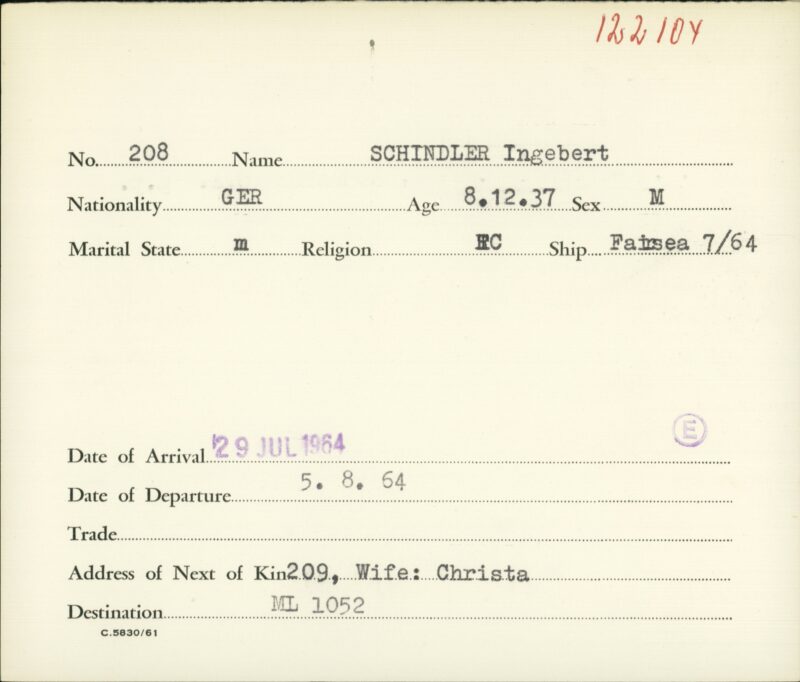 122104
No. 208 Name SCHINDLER Ingebert
Nationality GER Age 8.12.37 Sex M
Marital State m Religion C Ship Fairsea 7/64
E
Date of Arrival 29 JUL 1964
Date of Departure 5. 8. 64
Trade
Address of Next of Kin 209, Wife: Christa
Destination ML 1052
C.5830/61